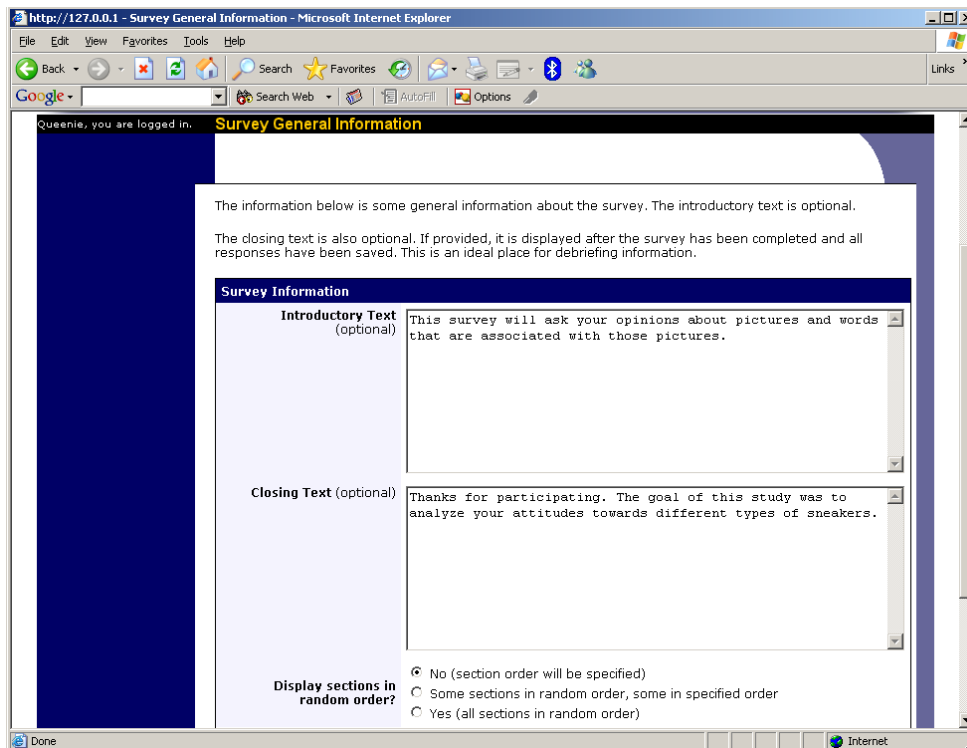 http://127.0.0.1 - Survey General Information - Microsoft Internet Explorer
File Edit View Favorites Tools Help
Back Search Favorites Links
Google Search Web AutoFill Options
Queenie, you are logged in. Survey General Information
The information below is some general information about the survey. The introductory text is optional.
The closing text is also optional. If provided, it is displayed after the survey has been completed and all
responses have been saved. This is an ideal place for debriefing information.
Survey Information
Introductory Text
(optional)
This survey will ask your opinions about pictures and words
that are associated with those pictures.
Closing Text (optional)
Thanks for participating. The goal of this study was to
analyze your attitudes towards different types of sneakers.
Display sections in
random order?
No (section order will be specified)
Some sections in random order, some in specified order
Yes (all sections in random order)
Done Internet